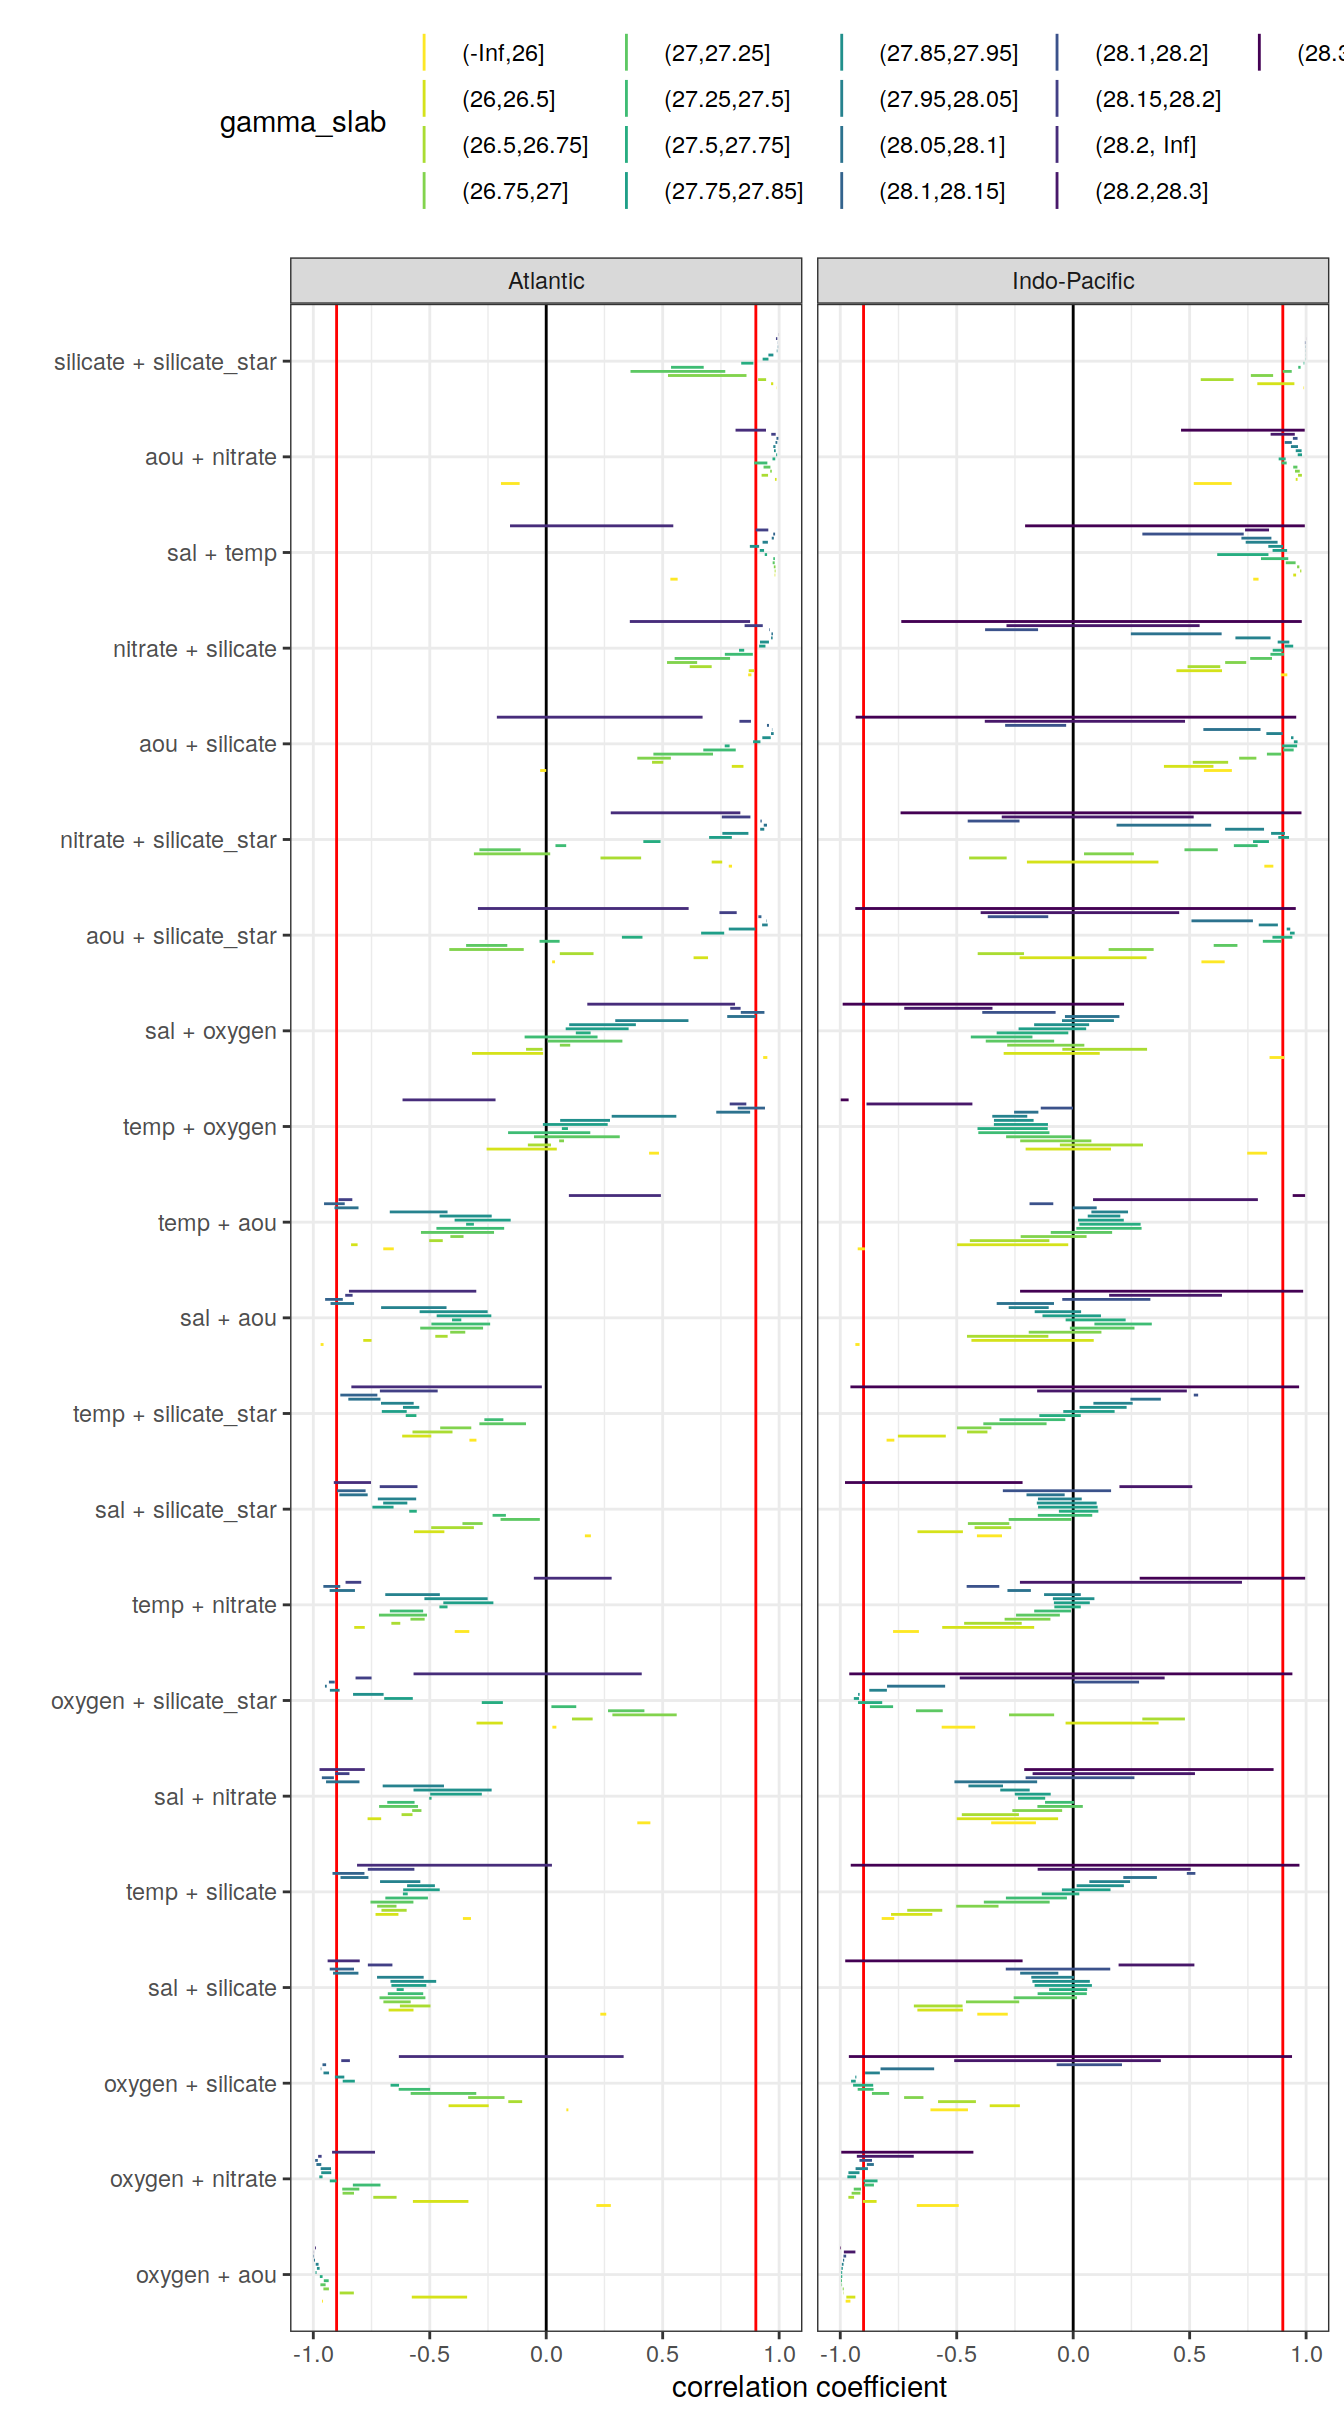 (-Inf,26] (27,27.25] (27.85,27.95] (28.1,28.2] (28.3
(26,26.5] (27.25,27.5] (27.95,28.05] (28.15,28.2]
gamma_slab
(26.5,26.75] (27.5,27.75] (28.05,28.1] (28.2, Inf]
(26.75,27] (27.75,27.85] (28.1,28.15] (28.2,28.3]
Atlantic Indo-Pacific
silicate + silicate_star
aou + nitrate
sal + temp
nitrate + silicate
aou + silicate
nitrate + silicate_star
aou + silicate_star
sal + oxygen
temp + oxygen
temp + aou
sal + aou
temp + silicate_star
sal + silicate_star
temp + nitrate
oxygen + silicate_star
sal + nitrate
temp + silicate
sal + silicate
oxygen + silicate
oxygen + nitrate
oxygen + aou
-1.0 -0.5 0.0 0.5 1.0 -1.0 -0.5 0.0 0.5 1.0
correlation coefficient